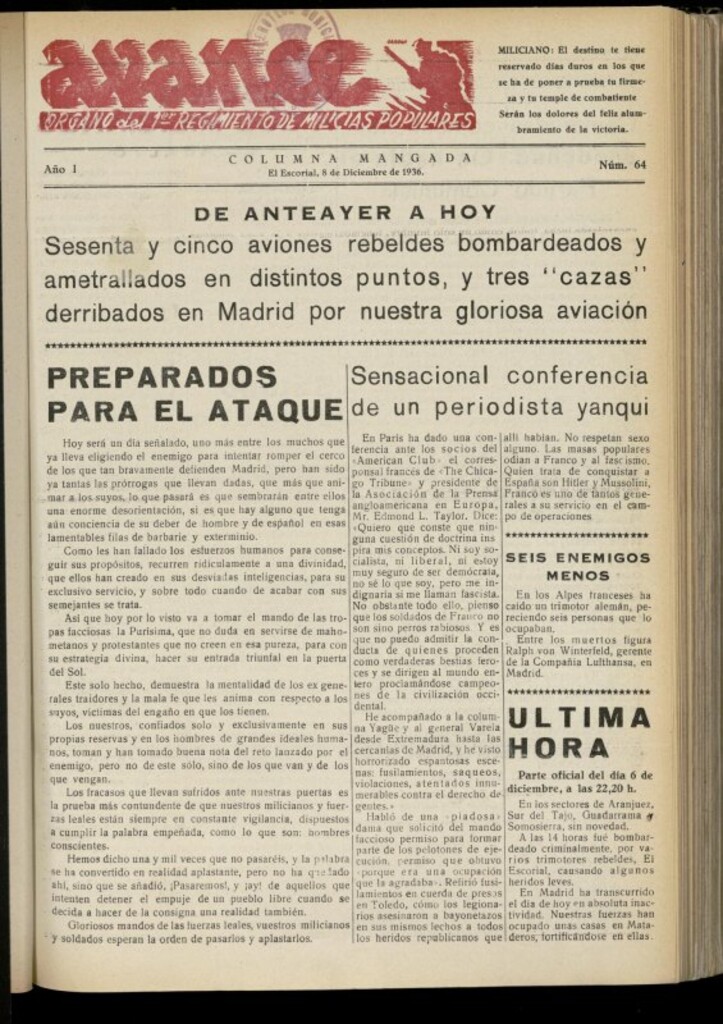 avance
ÓRGANO del 1er REGIMIENTO DE MILICIAS POPULARES
MILICIANO: El destino te tiene
reservado días duros en los que
se ha de poner a prueba tu firme-
za y tu temple de combatiente
Serán los dolores del feliz alum-
bramiento de la victoria.
Año 1
COLUMNA MANGADA
El Escorial, 8 de Diciembre de 1936.
Núm. 64
DE ANTEAYER A HOY
Sesenta y cinco aviones rebeldes bombardeados y
ametrallados en distintos puntos, y tres "cazas"
derribados en Madrid por nuestra gloriosa aviación
PREPARADOS
PARA EL ATAQUE
Hoy será un día señalado, uno más entre los muchos que
ya lleva eligiendo el enemigo para intentar romper el cerco
de los que tan bravamente defienden Madrid, pero han sido
ya tantas las prórrogas que llevan dadas, que más que ani-
mar a los suyos, lo que pasará es que sembrarán entre ellos
una enorme desorientación, si es que hay alguno que tenga
aún conciencia de su deber de hombre y de español en esas
lamentables filas de barbarie y exterminio.
Como les han fallado los esfuerzos humanos para conse-
guir sus propósitos, recurren ridículamente a una divinidad,
que ellos han creado en sus desviadas inteligencias, para su
exclusivo servicio, y sobre todo cuando de acabar con sus
semejantes se trata.
Así que hoy por lo visto va a tomar el mando de las tro-
pas facciosas la Purísima, que no duda en servirse de maho-
metanos y protestantes que no creen en esa pureza, para con
su estrategia divina, hacer su entrada triunfal en la puerta
del Sol.
Este solo hecho, demuestra la mentalidad de los ex gene-
rales traidores y la mala fe que les anima con respecto a los
suyos, víctimas del engaño en que los tienen.
Los nuestros, confiados solo y exclusivamente en sus
propias reservas y en los hombres de grandes ideales huma-
nos, toman y han tomado buena nota del reto lanzado por el
enemigo, pero no de este sólo, sino de los que van y de los
que vengan.
Los fracasos que llevan sufridos ante nuestras puertas es
la prueba más contundente de que nuestros milicianos y fuer-
zas leales están siempre en constante vigilancia, dispuestos
a cumplir la palabra empeñada, como lo que son: hombres
conscientes.
Hemos dicho una y mil veces que no pasaréis, y la palabra
se ha convertido en realidad aplastante, pero no ha quedado
ahí, sino que se añadió, ¡Pasaremos!, y ¡ay! de aquellos que
intenten detener el empuje de un pueblo libre cuando se
decida a hacer de la consigna una realidad también.
Gloriosos mandos de las fuerzas leales, vuestros milicianos
y soldados esperan la orden de pasarlos y aplastarlos.
Sensacional conferencia
de un periodista yanqui
En París ha dado una con-
ferencia ante los socios del
«American Club» el corres-
ponsal francés de «The Chica-
go Tribune» y presidente de
la Asociación de la Prensa
angloamericana en Europa,
Mr. Edmond L. Taylor. Dice:
«Quiero que conste que nin-
guna cuestión de doctrina ins-
pira mis conceptos. Ni soy so-
cialista, ni liberal, ni estoy
muy seguro de ser demócrata,
no sé lo que soy, pero me in-
dignaría si me llaman fascista.
No obstante todo ello, pienso
que los soldados de Franco no
son sino perros rabiosos. Y es
que no puedo admitir la con-
ducta de quienes proceden
como verdaderas bestias fero-
ces y se dirigen al mundo en-
tero proclamándose campeo-
nes de la civilización occi-
dental.
He acompañado a la colum-
na Yagüe y al general Varela
desde Extremadura hasta las
cercanías de Madrid, y he visto
horrorizado espantosas esce-
nas: fusilamientos, saqueos,
violaciones, atentados innu-
merables contra el derecho de
gentes.»
Habló de una «piadosa»
dama que solicitó del mando
faccioso permiso para formar
parte de los pelotones de eje-
cución, permiso que obtuvo
«porque era una ocupación
que la agradaba». Refirió fusi-
lamientos en cuerda de presos
en Toledo, cómo los legiona-
rios asesinaron a bayonetazos
en sus mismos lechos a todos
los heridos republicanos que
allí habían. No respetan sexo
alguno. Las masas populares
odian a Franco y al fascismo.
Quien trata de conquistar a
España son Hitler y Mussolini,
Franco es uno de tantos gene-
rales a su servicio en el cam-
po de operaciones
SEIS ENEMIGOS
MENOS
En los Alpes franceses ha
caído un trimotor alemán, pe-
reciendo seis personas que lo
ocupaban.
Entre los muertos figura
Ralph von Winterfeld, gerente
de la Compañía Lufthansa, en
Madrid.
ULTIMA
HORA
Parte oficial del día 6 de
diciembre, a las 22,20 h.
En los sectores de Aranjuez,
Sur del Tajo, Guadarrama y
Somosierra, sin novedad.
A las 14 horas fué bombar-
deado criminalmente, por va-
rios trimotores rebeldes, El
Escorial, causando algunos
heridos leves.
En Madrid ha transcurrido
el día de hoy en absoluta inac-
tividad. Nuestras fuerzas han
ocupado unas casas en Mata-
deros, fortificándose en ellas.